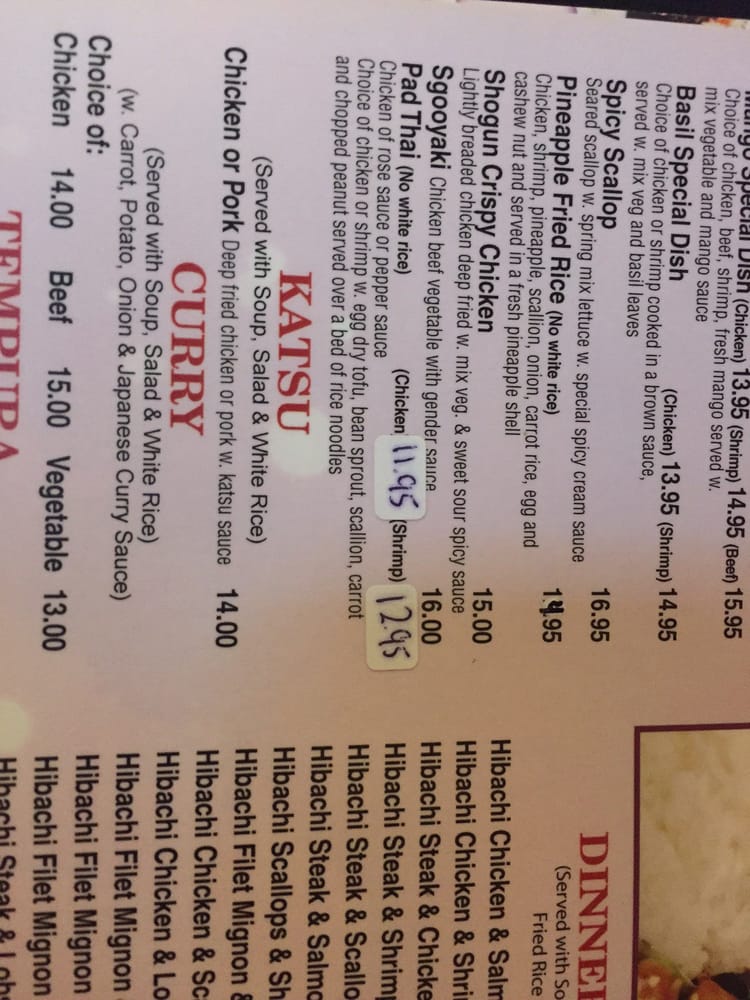 Special Dish (Chicken) 13.95 (Shrimp) 14.95 (Beef) 15.95
Choice of chicken, beef, shrimp, fresh mango served w.
mix vegetable and mango sauce
Basil Special Dish (Chicken) 13.95 (Shrimp) 14.95
Choice of chicken or shrimp cooked in a brown sauce,
served w. mix veg and basil leaves
Spicy Scallop 16.95
Seared scallop w. spring mix lettuce w. special spicy cream sauce
Pineapple Fried Rice (No white rice) 14.95
Chicken, shrimp, pineapple, scallion, onion, carrot rice, egg and
cashew nut and served in a fresh pineapple shell
Shogun Crispy Chicken 15.00
Lightly breaded chicken deep fried w. mix veg. & sweet sour spicy sauce
Sgooyaki Chicken beef vegetable with gender sauce 16.00
Pad Thai (No white rice) (Chicken) 11.95 (Shrimp) 12.95
Chicken of rose sauce or pepper sauce
Choice of chicken or shrimp w. egg dry tofu, bean sprout, scallion, carrot
and chopped peanut served over a bed of rice noodles
KATSU
(Served with Soup, Salad & White Rice)
Chicken or Pork Deep fried chicken or pork w. katsu sauce 14.00
CURRY
(Served with Soup, Salad & White Rice)
(w. Carrot, Potato, Onion & Japanese Curry Sauce)
Choice of:
Chicken 14.00 Beef 15.00 Vegetable 13.00
TEMPURA
DINNE
(Served with So
Fried Rice
Hibachi Chicken & Salm
Hibachi Chicken & Shri
Hibachi Steak & Chicke
Hibachi Steak & Shrim
Hibachi Steak & Scallo
Hibachi Steak & Salmo
Hibachi Scallops & Sh
Hibachi Filet Mignon &
Hibachi Chicken & Sc
Hibachi Chicken & Lo
Hibachi Filet Mignon
Hibachi Filet Mignon
Hibachi Filet Mignon
Hibachi Steak & Lob